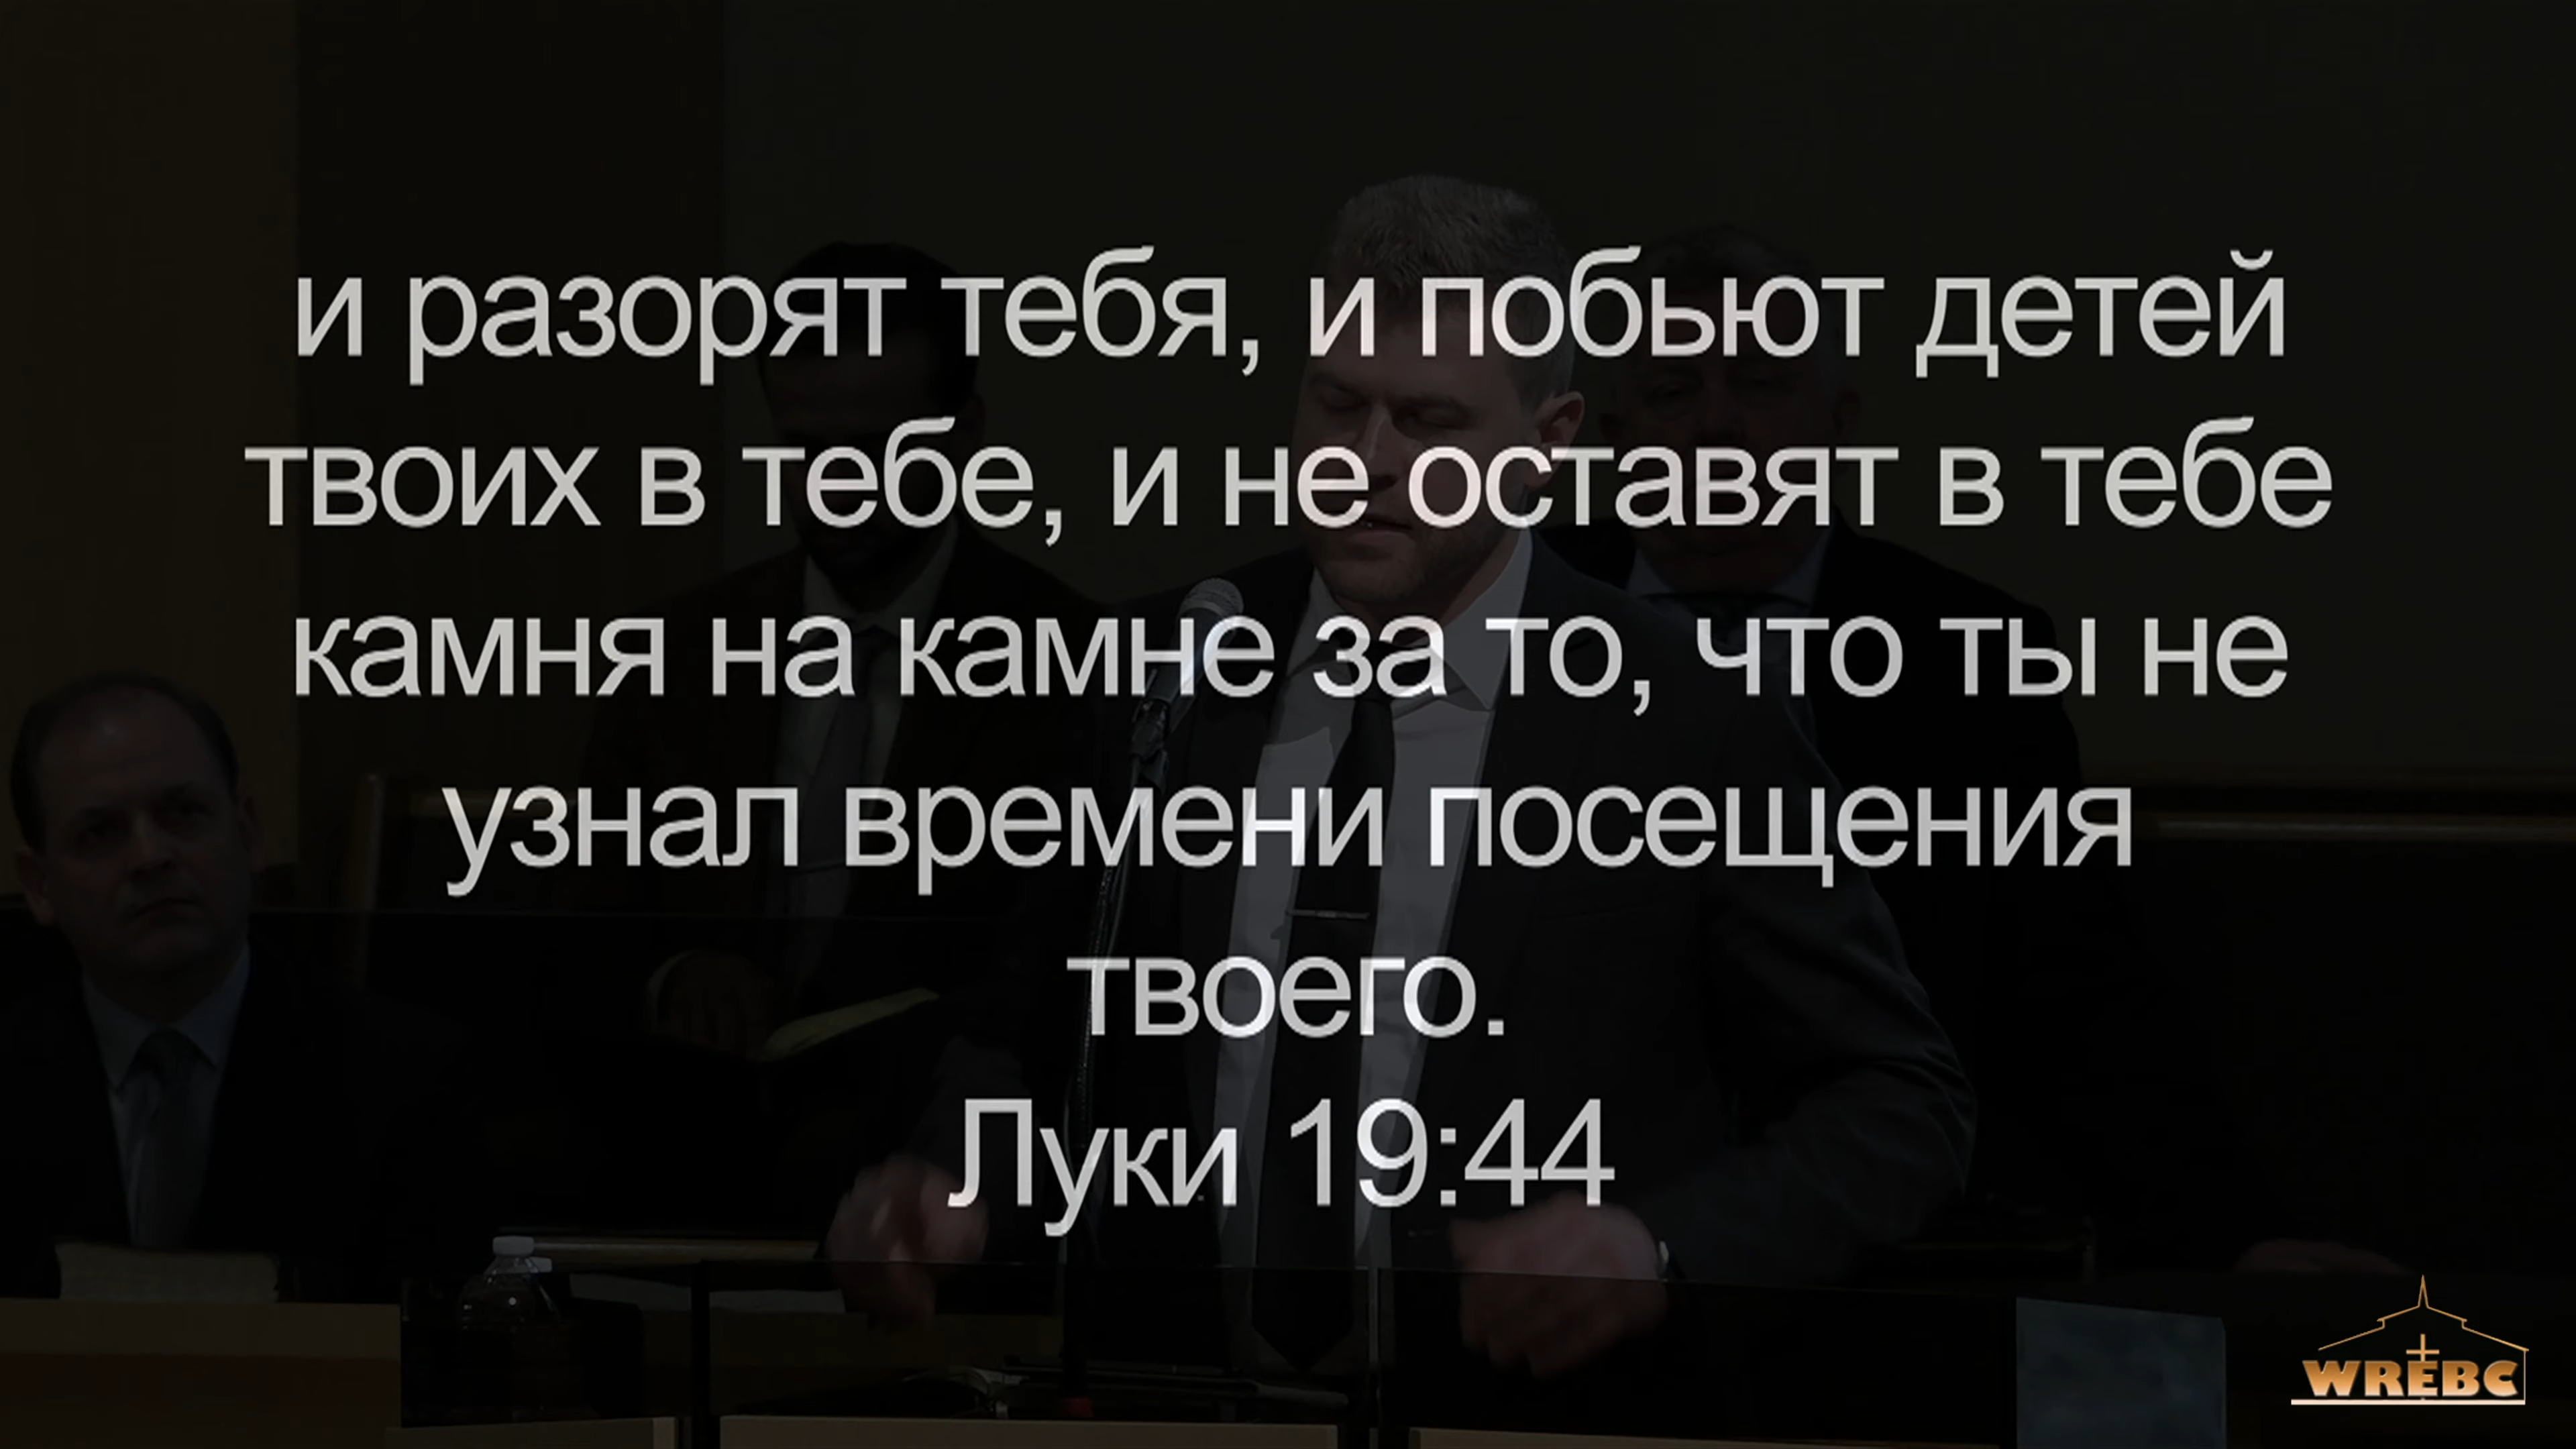 и разорят тебя, и побьют детей
твоих в тебе, и не оставят в тебе
камня на камне за то, что ты не
узнал времени посещения
твоего.
Луки 19:44
WREBC